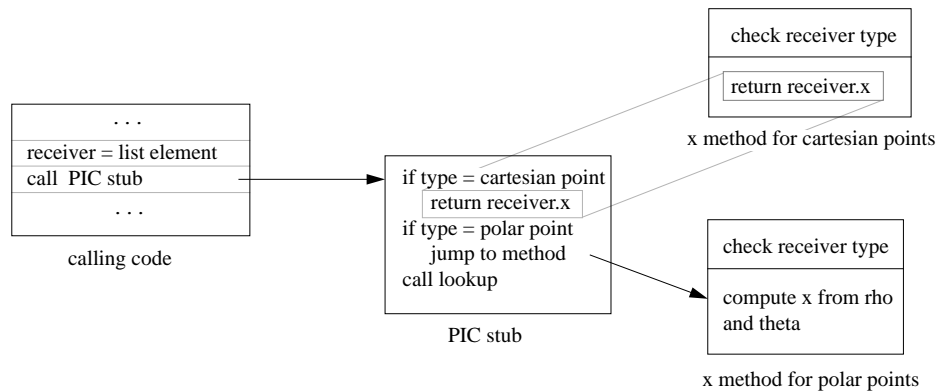 check receiver type
return receiver.x
x method for cartesian points
. . .
receiver = list element
call PIC stub
. . .
calling code
if type = cartesian point
return receiver.x
if type = polar point
jump to method
call lookup
PIC stub
check receiver type
compute x from rho
and theta
x method for polar points